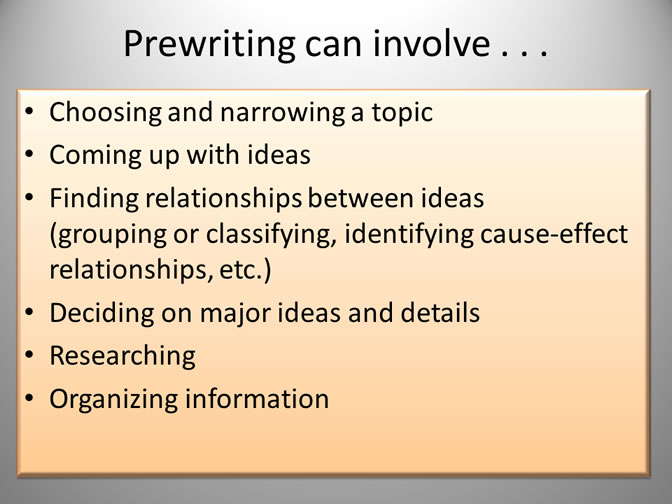 Prewriting can involve . . .
• Choosing and narrowing a topic
• Coming up with ideas
• Finding relationships between ideas
(grouping or classifying, identifying cause-effect
relationships, etc.)
• Deciding on major ideas and details
• Researching
• Organizing information